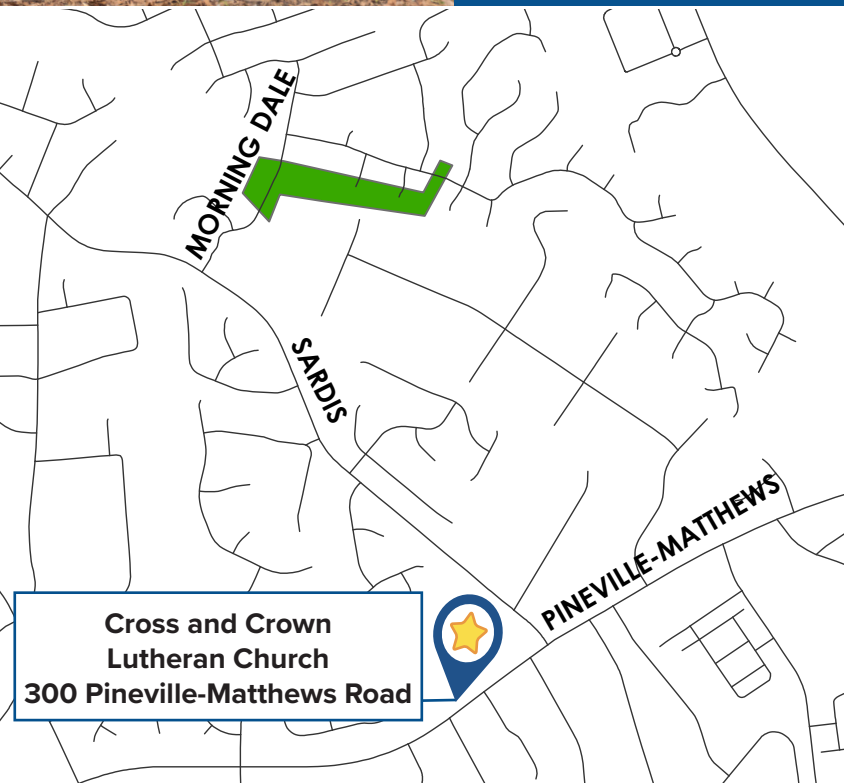 MORNING DALE
SARDIS
PINEVILLE-MATTHEWS
Cross and Crown
Lutheran Church
300 Pineville-Matthews Road